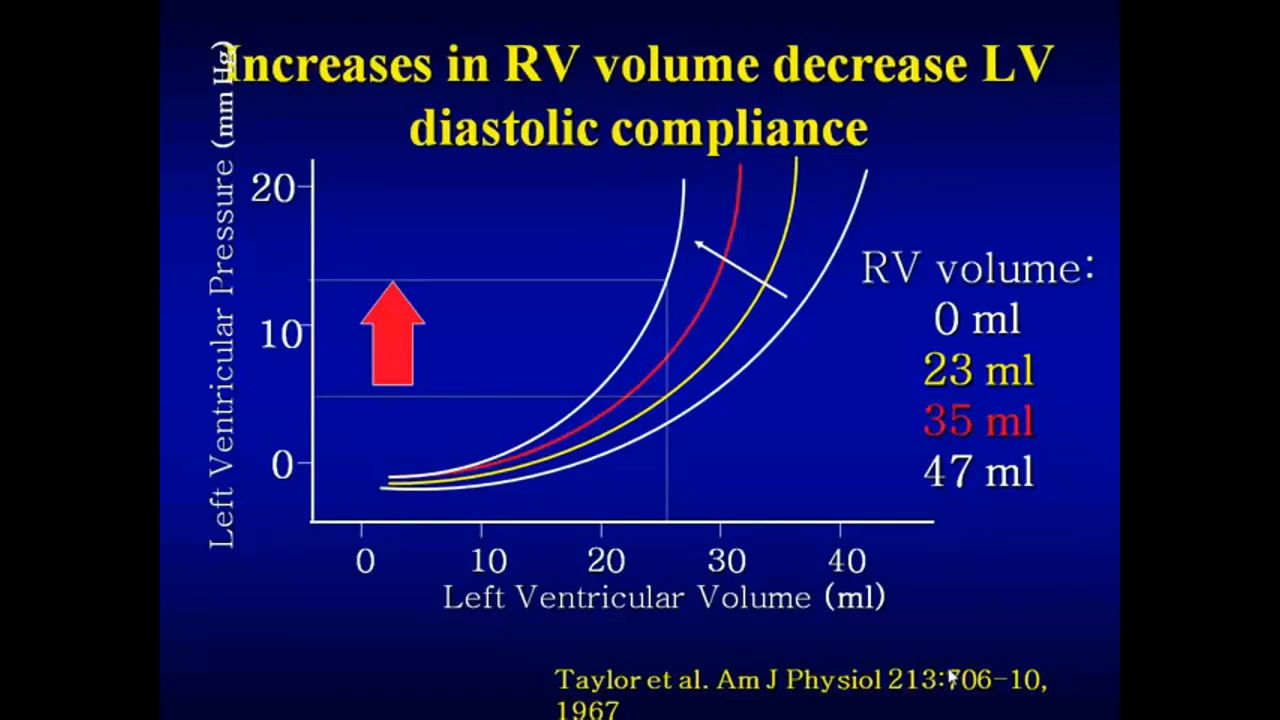 Increases in RV volume decrease LV
diastolic compliance
Left Ventricular Pressure (mm Hg)
20
10
0
0 10 20 30 40
Left Ventricular Volume (ml)
RV volume:
0 ml
23 ml
35 ml
47 ml
Taylor et al. Am J Physiol 213:706-10,
1967